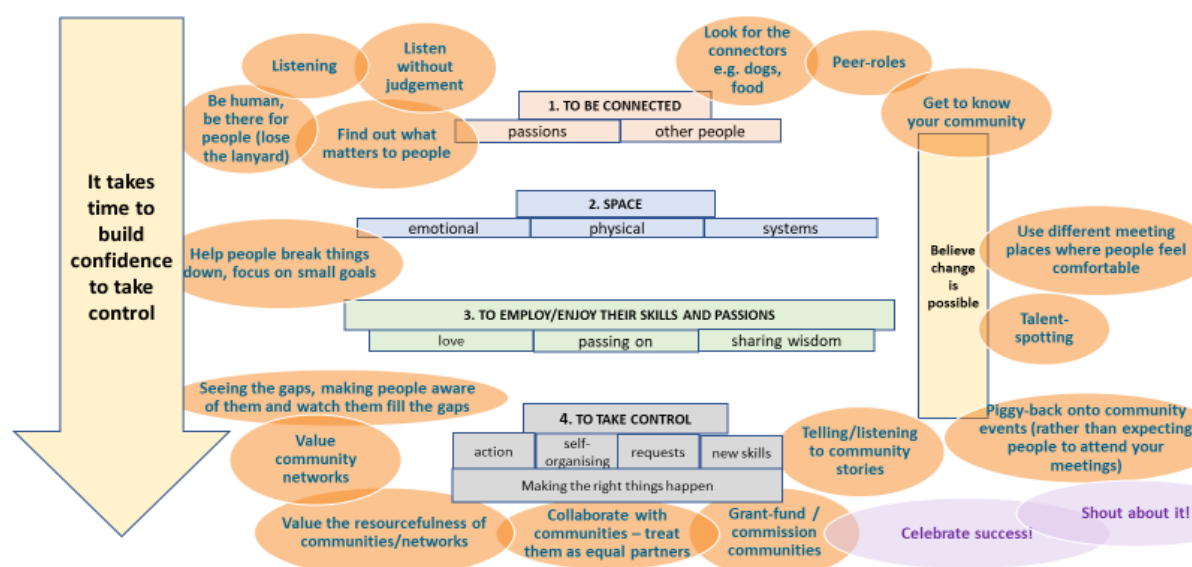 Listening
Listen
without
judgement
Be human,
be there for
people (lose
the lanyard)
Find out what
matters to people
Look for the
connectors
e.g. dogs,
food
Peer-roles
Get to know
your community
1. TO BE CONNECTED
passions
other people
It takes
time to
build
confidence
to take
control
2. SPACE
emotional
physical
systems
Help people break things
down, focus on small goals
Believe
change
is
possible
Use different meeting
places where people feel
comfortable
3. TO EMPLOY/ENJOY THEIR SKILLS AND PASSIONS
love
passing on
sharing wisdom
Talent-
spotting
Seeing the gaps, making people aware
of them and watch them fill the gaps
4. TO TAKE CONTROL
action
self-
organising
requests
new skills
Making the right things happen
Value
community
networks
Telling/listening
to community
stories
Piggy-back onto community
events (rather than expecting
people to attend your
meetings)
Value the resourcefulness of
communities/networks
Collaborate with
communities – treat
them as equal partners
Grant-fund /
commission
communities
Celebrate success!
Shout about it!